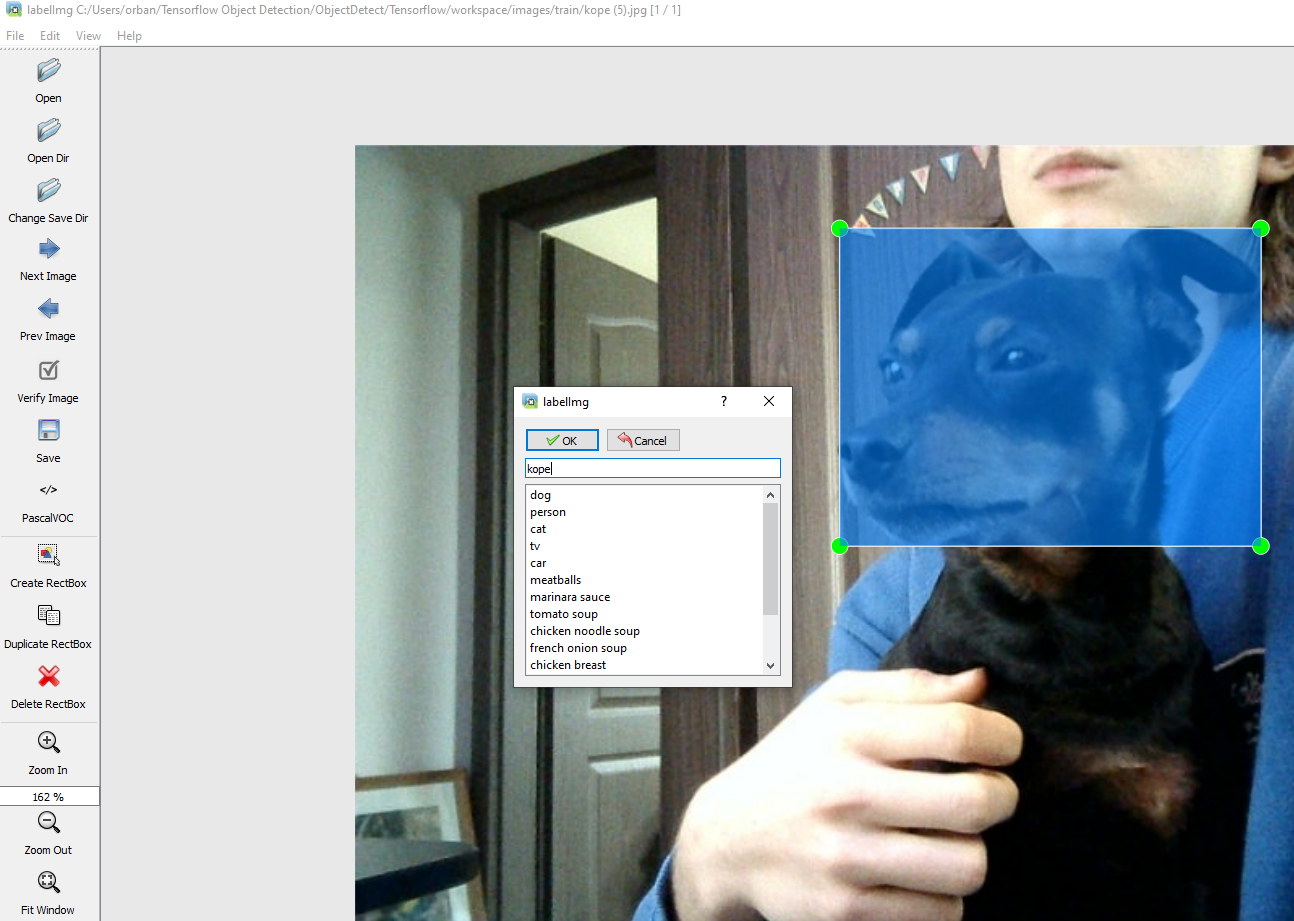 labelImg C:/Users/orban/Tensorflow Object Detection/ObjectDetect/Tensorflow/workspace/images/train/kope (5).jpg [1 / 1]
File Edit View Help
Open
Open Dir
Change Save Dir
Next Image
Prev Image
Verify Image
Save
</>
PascalVOC
Create RectBox
Duplicate RectBox
Delete RectBox
Zoom In
162 %
Zoom Out
Fit Window
labelImg ?
OK Cancel
kope
dog
person
cat
tv
car
meatballs
marinara sauce
tomato soup
chicken noodle soup
french onion soup
chicken breast